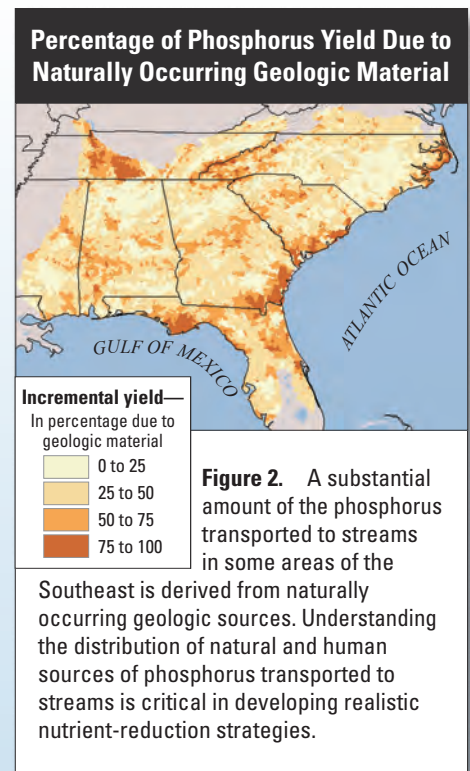 Percentage of Phosphorus Yield Due to
Naturally Occurring Geologic Material
ATLANTIC OCEAN
GULF OF MEXICO
Incremental yield—
In percentage due to
geologic material
0 to 25
25 to 50
50 to 75
75 to 100
Figure 2. A substantial
amount of the phosphorus
transported to streams
in some areas of the
Southeast is derived from naturally
occurring geologic sources. Understanding
the distribution of natural and human
sources of phosphorus transported to
streams is critical in developing realistic
nutrient-reduction strategies.